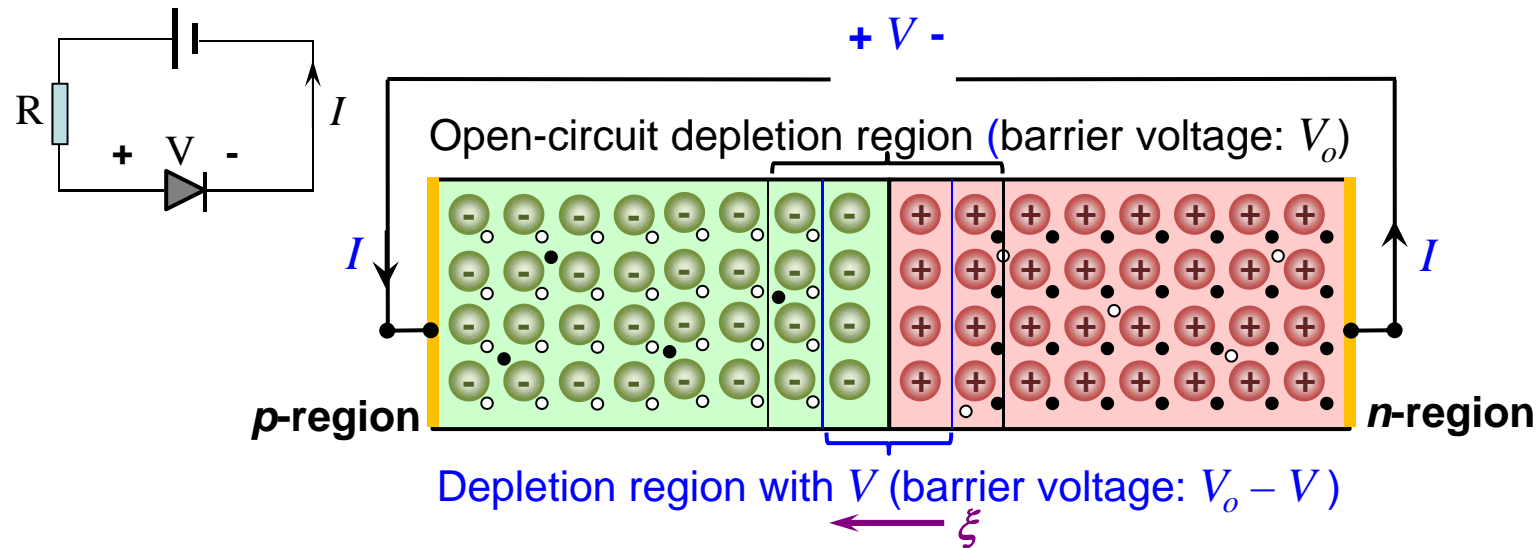 + V -
R
I
+ V -
Open-circuit depletion region (barrier voltage: Vₒ)
I
I
p-region
n-region
Depletion region with V (barrier voltage: Vₒ – V )
ξ